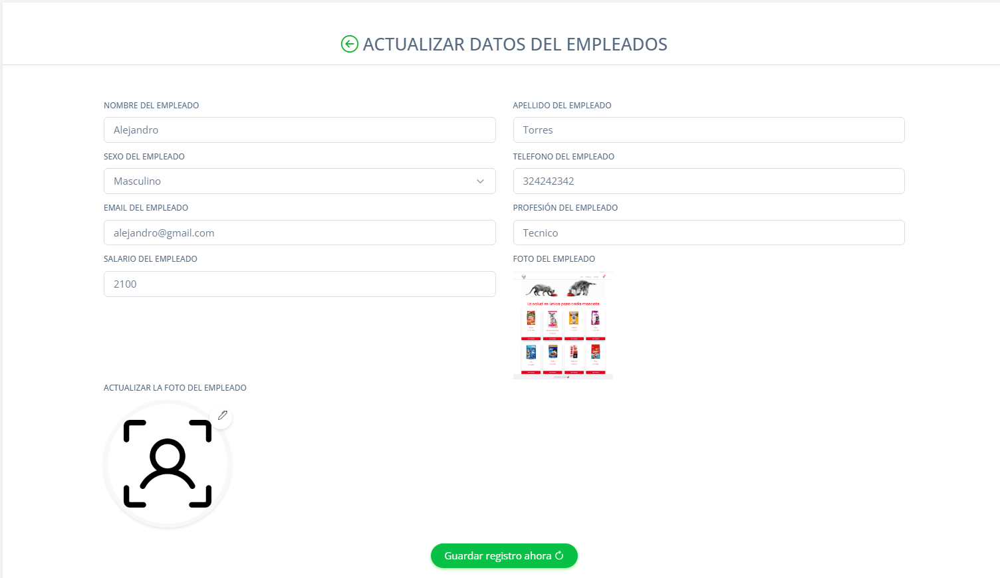 ACTUALIZAR DATOS DEL EMPLEADOS
NOMBRE DEL EMPLEADO
Alejandro
APELLIDO DEL EMPLEADO
Torres
SEXO DEL EMPLEADO
Masculino
TELEFONO DEL EMPLEADO
324242342
EMAIL DEL EMPLEADO
alejandro@gmail.com
PROFESIÓN DEL EMPLEADO
Tecnico
SALARIO DEL EMPLEADO
2100
FOTO DEL EMPLEADO
La salud es única para cada mascota
ACTUALIZAR LA FOTO DEL EMPLEADO
Guardar registro ahora